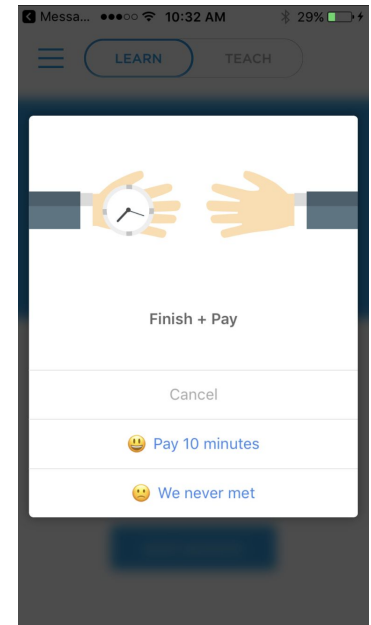 Messa... 10:32 AM 29%
LEARN TEACH
Finish + Pay
Cancel
😃 Pay 10 minutes
🙁 We never met